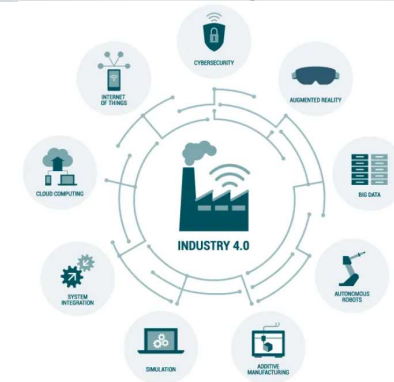 CYBERSECURITY
INTERNET
OF THINGS
AUGMENTED REALITY
CLOUD COMPUTING
BIG DATA
INDUSTRY 4.0
SYSTEM
INTEGRATION
AUTONOMOUS
ROBOTS
SIMULATION
ADDITIVE
MANUFACTURING